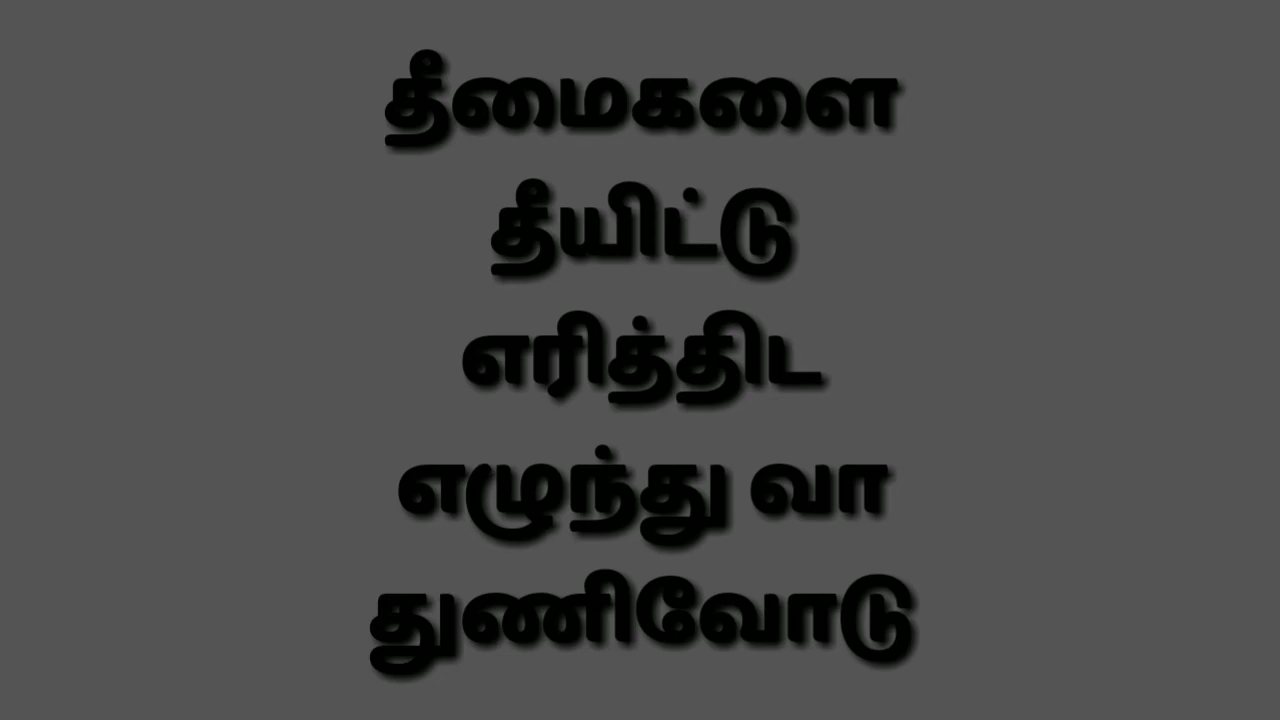 தீமைகளை
தீயிட்டு
எரித்திட
எழுந்து வா
துணிவோடு